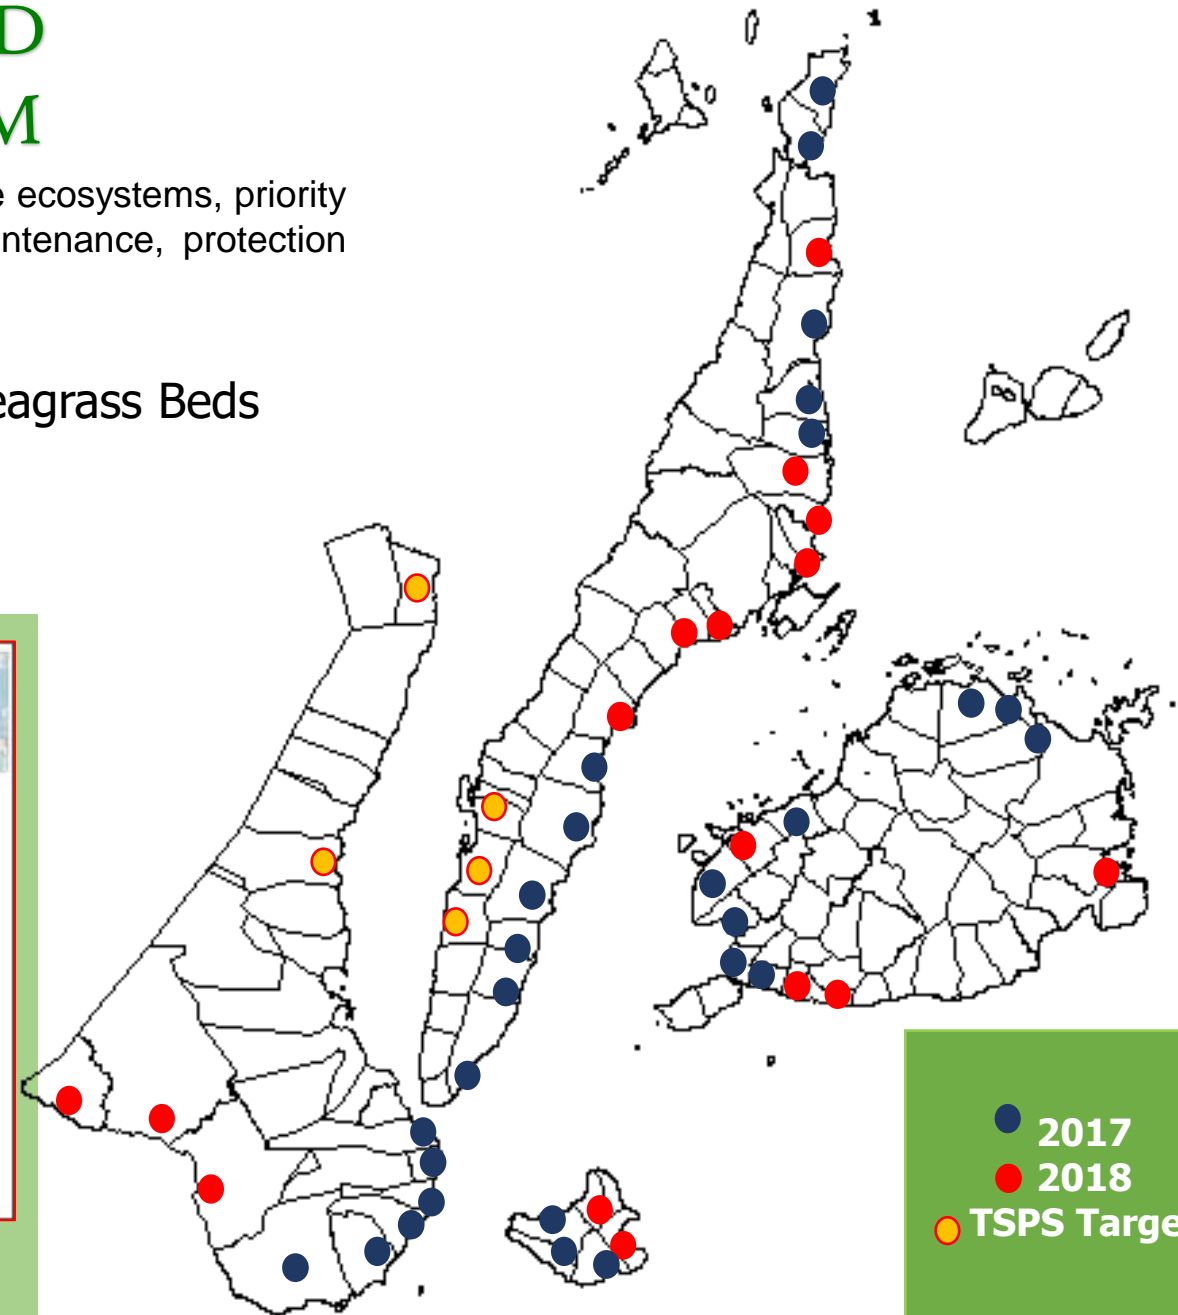 D
M
e ecosystems, priority
ntenance, protection
eagrass Beds
2017
2018
TSPS Targe